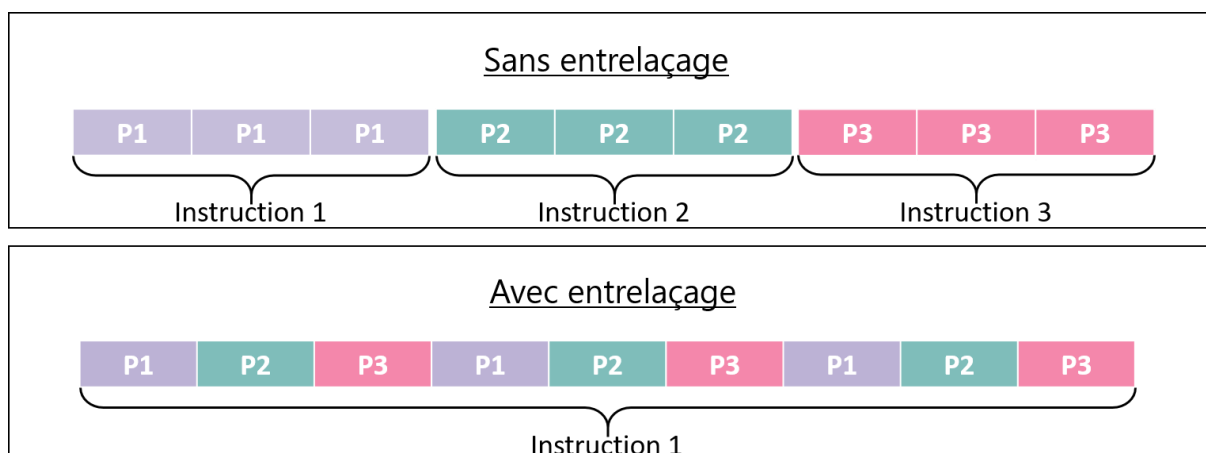 Sans entrelaçage
P1 P1 P1 P2 P2 P2 P3 P3 P3
Instruction 1 Instruction 2 Instruction 3
Avec entrelaçage
P1 P2 P3 P1 P2 P3 P1 P2 P3
Instruction 1